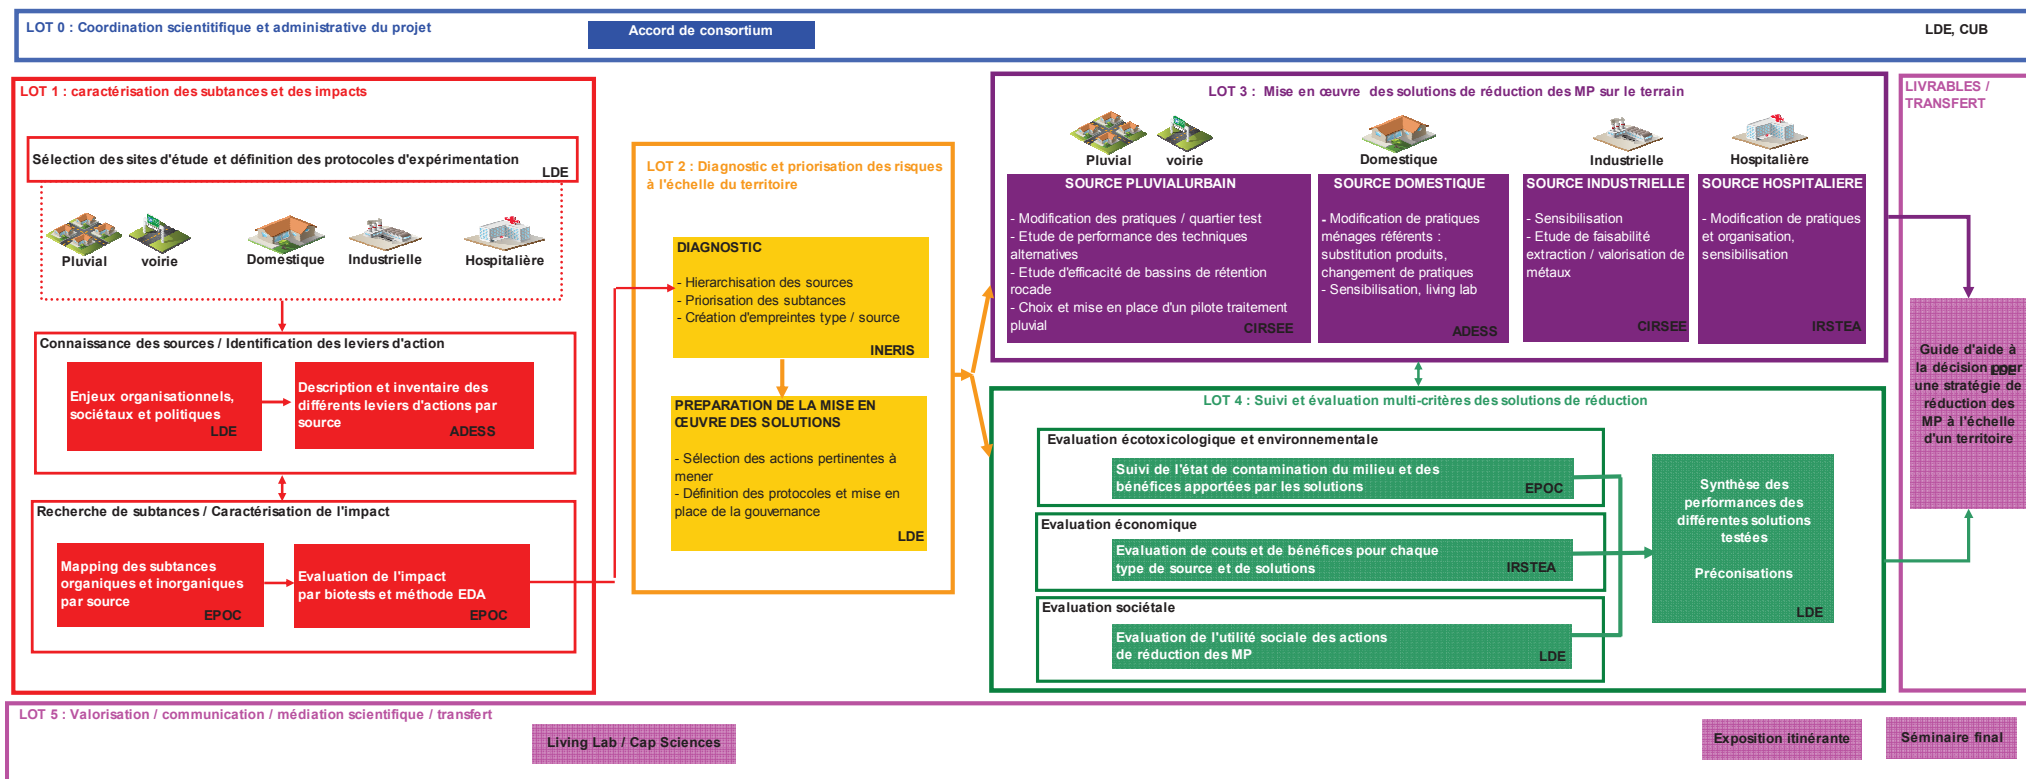 LOT 0 : Coordination scientitifique et administrative du projet
Accord de consortium
LDE, CUB
LOT 1 : caractérisation des subtances et des impacts
Sélection des sites d'étude et définition des protocoles d'expérimentation
LDE
Pluvial
voirie
Domestique
Industrielle
Hospitalière
Connaissance des sources / Identification des leviers d'action
Enjeux organisationnels,
sociétaux et politiques
LDE
Description et inventaire des
différents leviers d'actions par
source
ADESS
Recherche de subtances / Caractérisation de l'impact
Mapping des subtances
organiques et inorganiques
par source
EPOC
Evaluation de l'impact
par biotests et méthode EDA
EPOC
LOT 2 : Diagnostic et priorisation des risques
à l'échelle du territoire
DIAGNOSTIC
- Hierarchisation des sources
- Priorisation des subtances
- Création d'empreintes type / source
INERIS
PREPARATION DE LA MISE EN
ŒUVRE DES SOLUTIONS
- Sélection des actions pertinentes à
mener
- Définition des protocoles et mise en
place de la gouvernance
LDE
LOT 3 : Mise en œuvre des solutions de réduction des MP sur le terrain
Pluvial
voirie
Domestique
Industrielle
Hospitalière
SOURCE PLUVIALURBAIN
- Modification des pratiques / quartier test
- Etude de performance des techniques
alternatives
- Etude d'efficacité de bassins de rétention
rocade
- Choix et mise en place d'un pilote traitement
pluvial
CIRSEE
SOURCE DOMESTIQUE
- Modification de pratiques
ménages référents :
substitution produits,
changement de pratiques
- Sensibilisation, living lab
ADESS
SOURCE INDUSTRIELLE
- Sensibilisation
- Etude de faisabilité
extraction / valorisation de
métaux
CIRSEE
SOURCE HOSPITALIERE
- Modification de pratiques
et organisation,
sensibilisation
IRSTEA
LOT 4 : Suivi et évaluation multi-critères des solutions de réduction
Evaluation écotoxicologique et environnementale
Suivi de l'état de contamination du milieu et des
bénéfices apportées par les solutions
EPOC
Evaluation économique
Evaluation de couts et de bénéfices pour chaque
type de source et de solutions
IRSTEA
Evaluation sociétale
Evaluation de l'utilité sociale des actions
de réduction des MP
LDE
Synthèse des
performances des
différentes solutions
testées
Préconisations
LDE
LIVRABLES /
TRANSFERT
Guide d'aide à
la décision pour
LDE
une stratégie de
réduction des
MP à l'échelle
d'un territoire
LOT 5 : Valorisation / communication / médiation scientifique / transfert
Living Lab / Cap Sciences
Exposition itinérante
Séminaire final